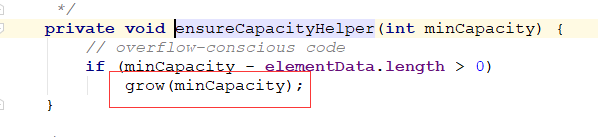 */
private void ensureCapacityHelper(int minCapacity) {
// overflow-conscious code
if (minCapacity - elementData.length > 0)
grow(minCapacity);
}